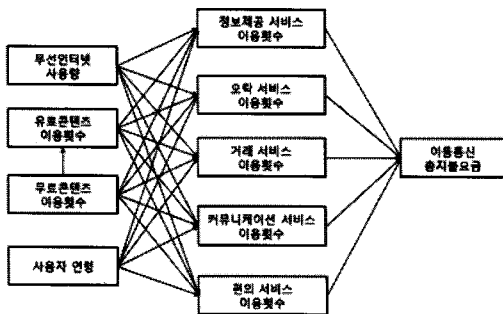 무선인터넷
사용량
유료콘텐즈
이용횟수
무료콘텐즈
이용횟수
사용자 연령
정보제공 서비스
이용횟수
오락 서비스
이용횟수
거래 서비스
이용횟수
커뮤니케이션 서비스
이용횟수
편의 서비스
이용횟수
이동통신
총지불요금